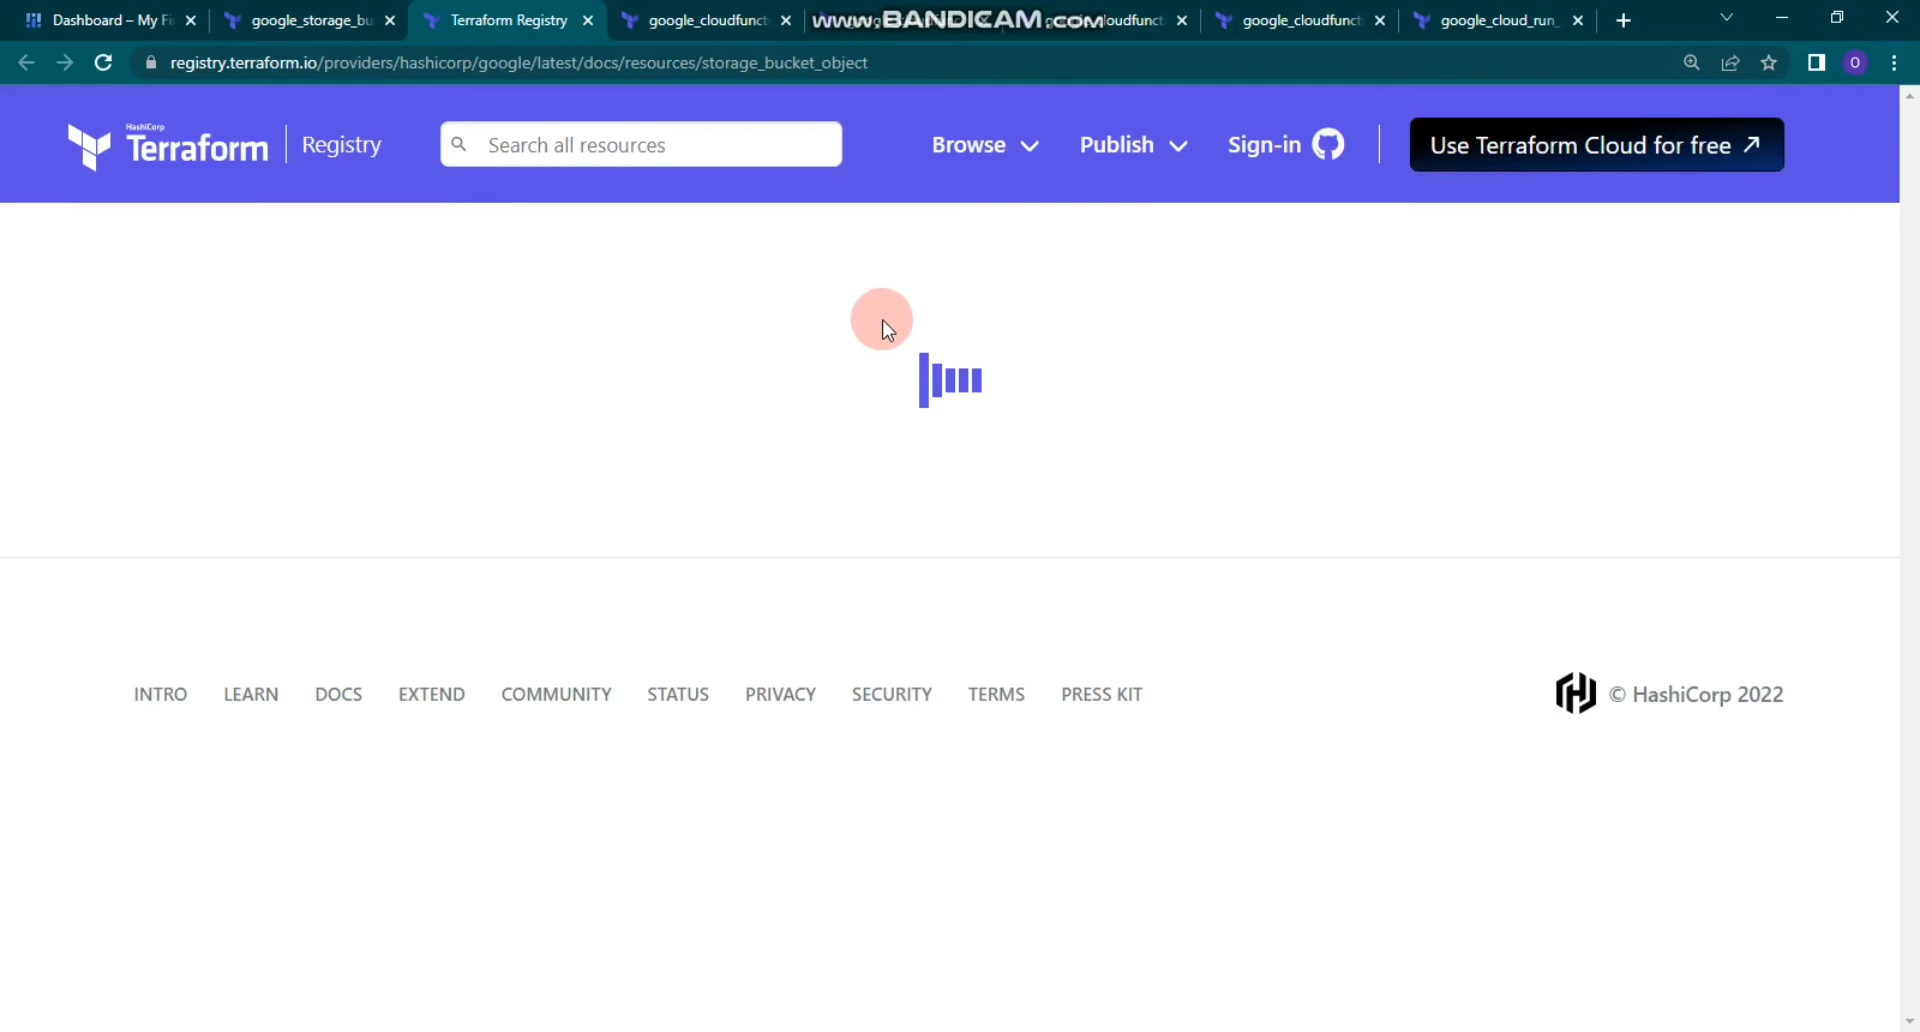 Dashboard – My Fi
google_storage_bu
Terraform Registry
google_cloudfunct
www.BANDICAM.com
loudfunct
google_cloudfunct
google_cloud_run_
registry.terraform.io/providers/hashicorp/google/latest/docs/resources/storage_bucket_object
O
HashiCorp
Terraform
Registry
Search all resources
Browse
Publish
Sign-in
Use Terraform Cloud for free
INTRO
LEARN
DOCS
EXTEND
COMMUNITY
STATUS
PRIVACY
SECURITY
TERMS
PRESS KIT
© HashiCorp 2022